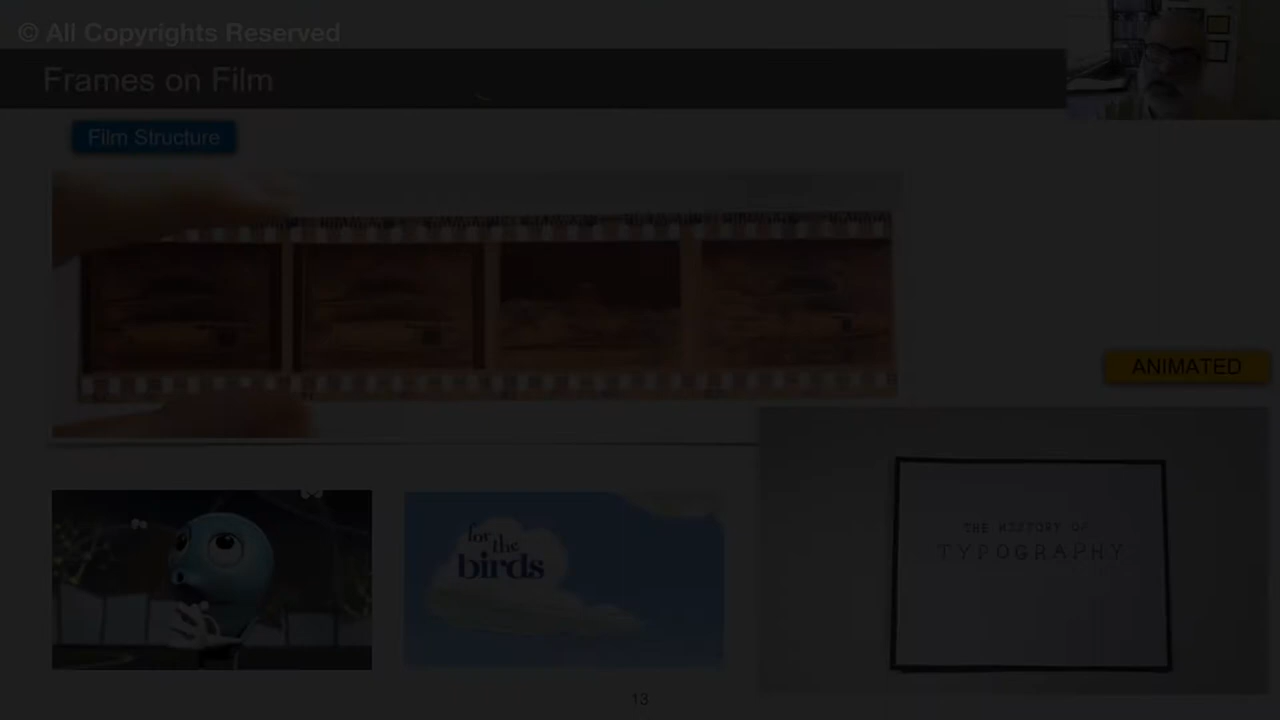 © All Copyrights Reserved
Frames on Film
Film Structure
ANIMATED
for the
birds
THE HISTORY OF
TYPOGRAPHY
13